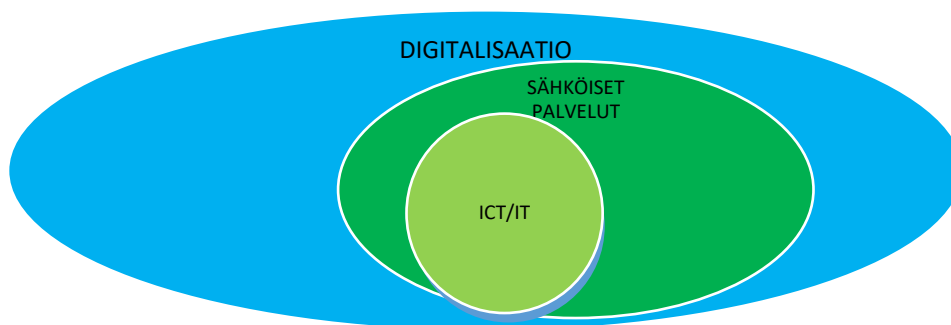 DIGITALISAATIO
SÄHKÖISET
PALVELUT
ICT/IT